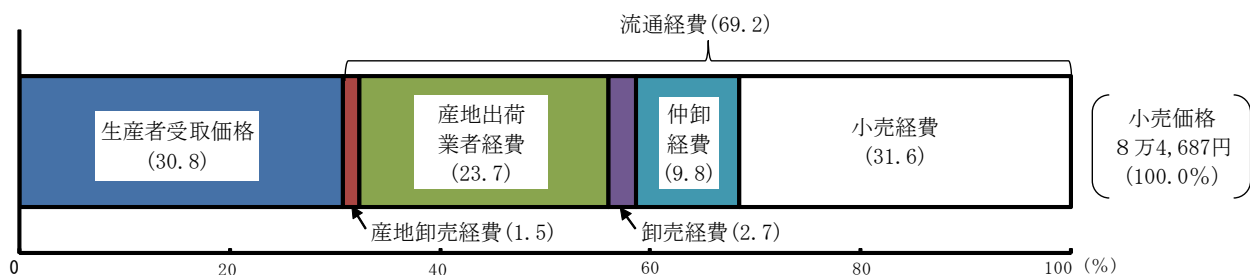 流通経費(69.2)
生産者受取価格
(30.8)
産地出荷
業者経費
(23.7)
仲卸
経費
(9.8)
小売経費
(31.6)
小売価格
８万4,687円
(100.0%)
産地卸売経費(1.5)
卸売経費(2.7)
0 20 40 60 80 100 (%)